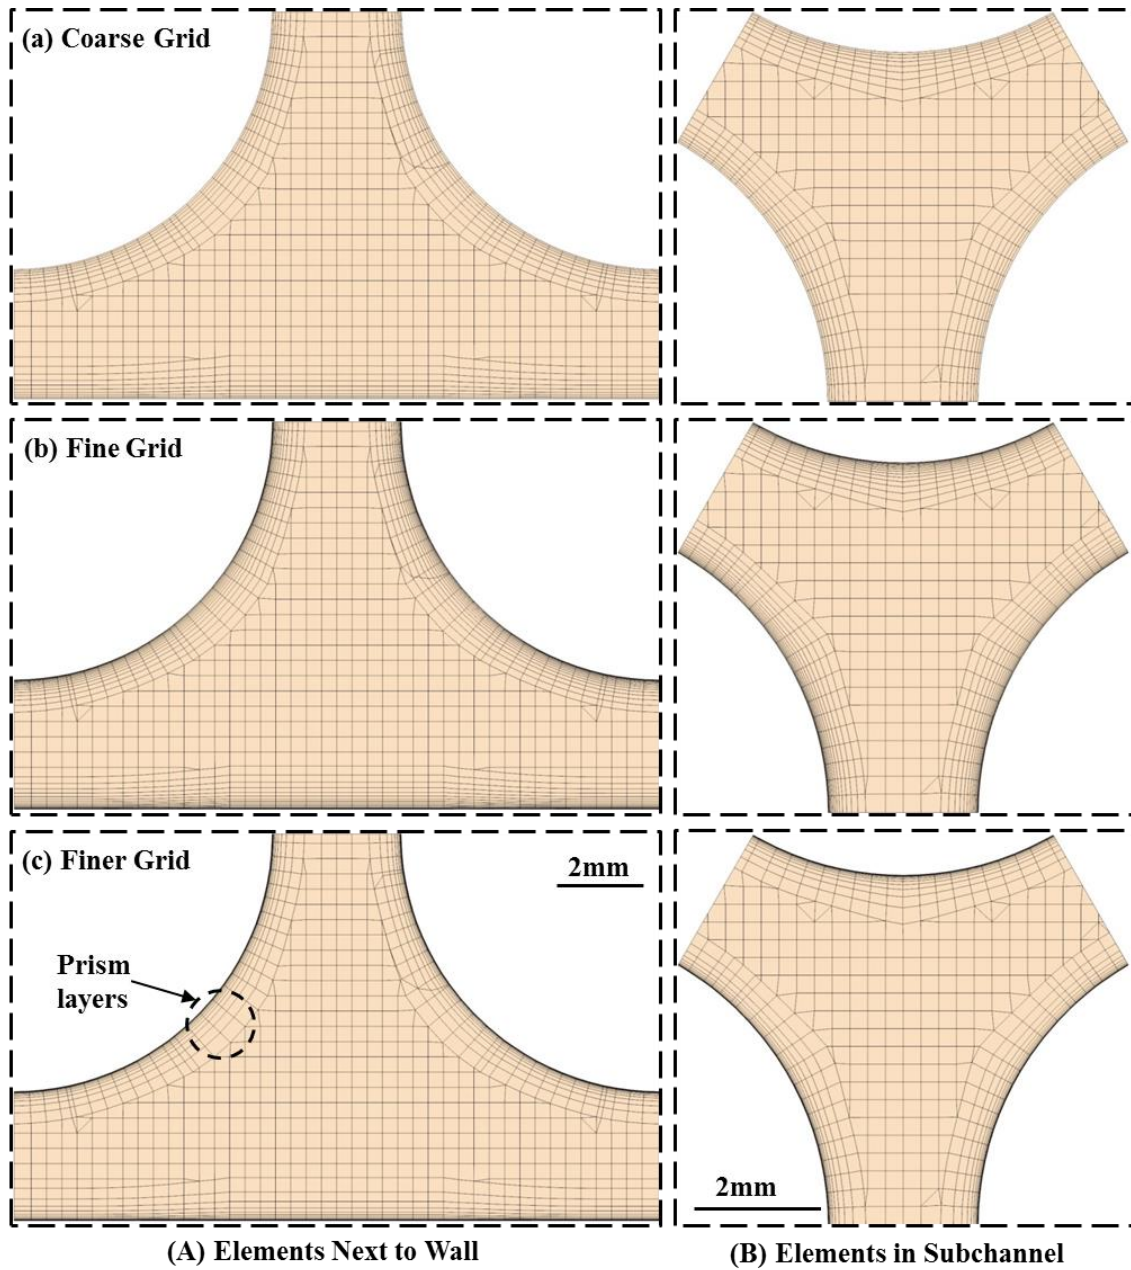 (a) Coarse Grid
(b) Fine Grid
(c) Finer Grid
2mm
Prism
layers
2mm
(A) Elements Next to Wall
(B) Elements in Subchannel